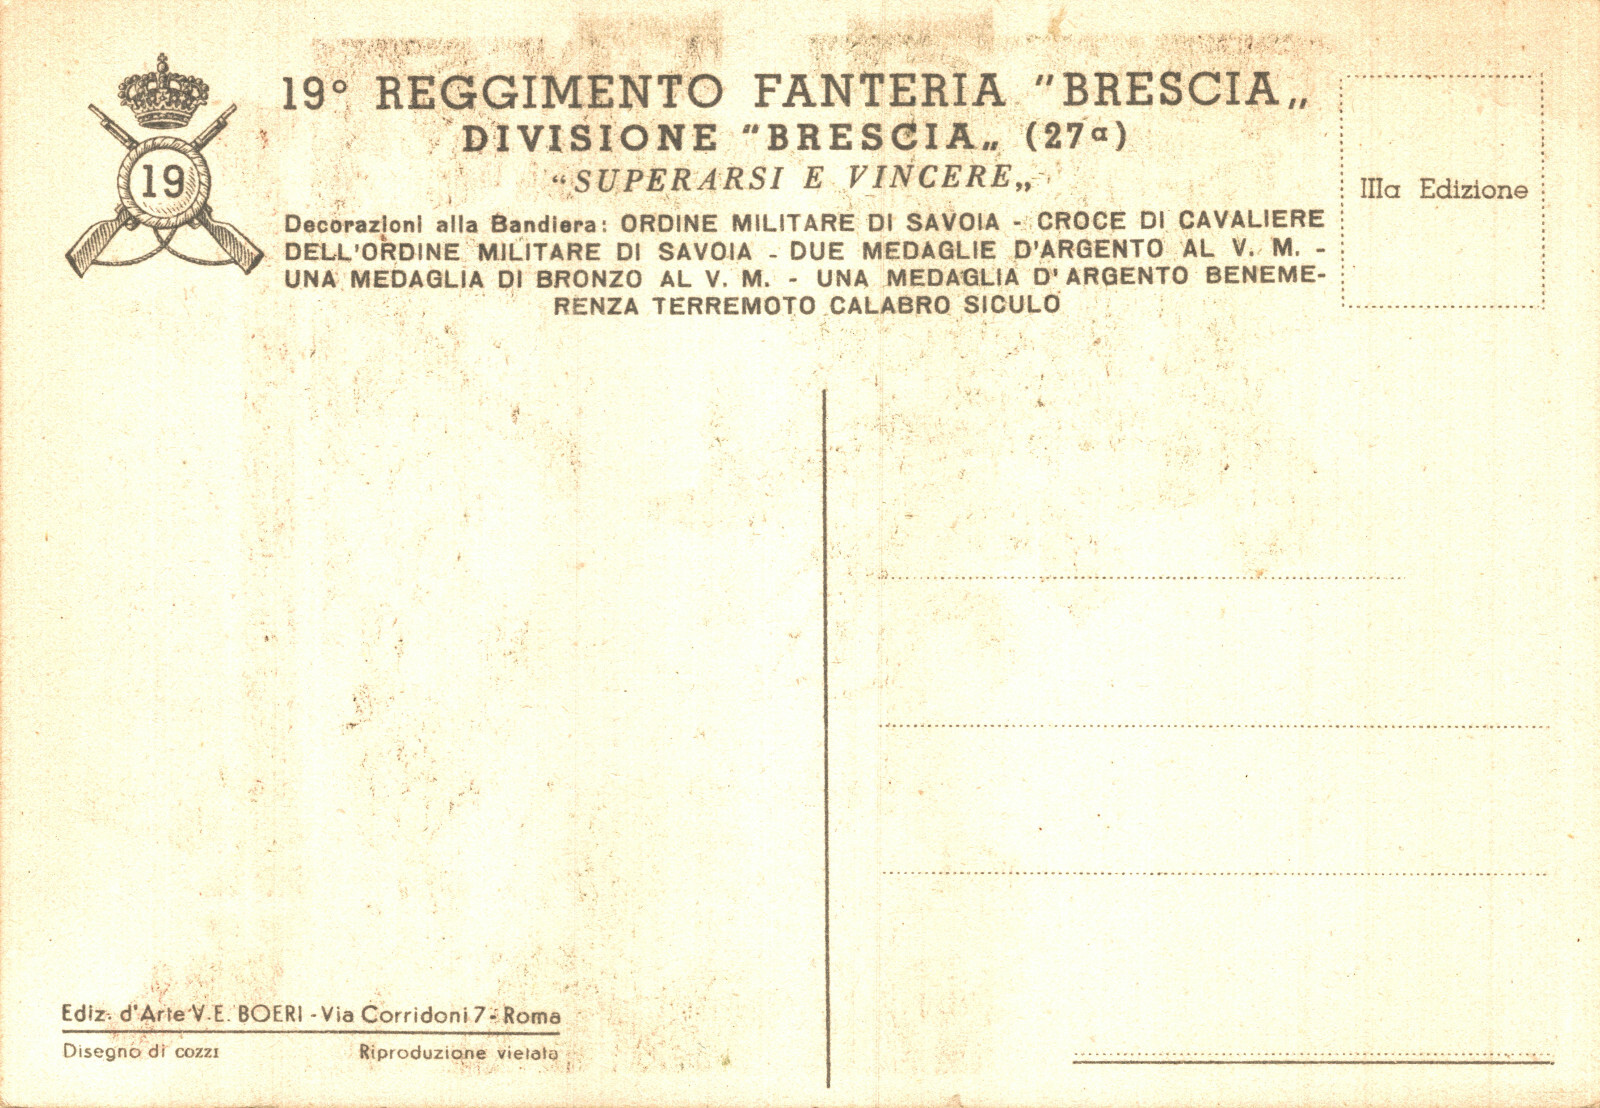 19° REGGIMENTO FANTERIA "BRESCIA„
DIVISIONE "BRESCIA„ (27ª)
"SUPERARSI E VINCERE„
19
IIIa Edizione
Decorazioni alla Bandiera: ORDINE MILITARE DI SAVOIA - CROCE DI CAVALIERE
DELL'ORDINE MILITARE DI SAVOIA - DUE MEDAGLIE D'ARGENTO AL V. M. -
UNA MEDAGLIA DI BRONZO AL V. M. - UNA MEDAGLIA D'ARGENTO BENEME-
RENZA TERREMOTO CALABRO SICULO
Ediz. d'Arte V.E. BOERI - Via Corridoni 7 - Roma
Disegno di COZZI Riproduzione vietata